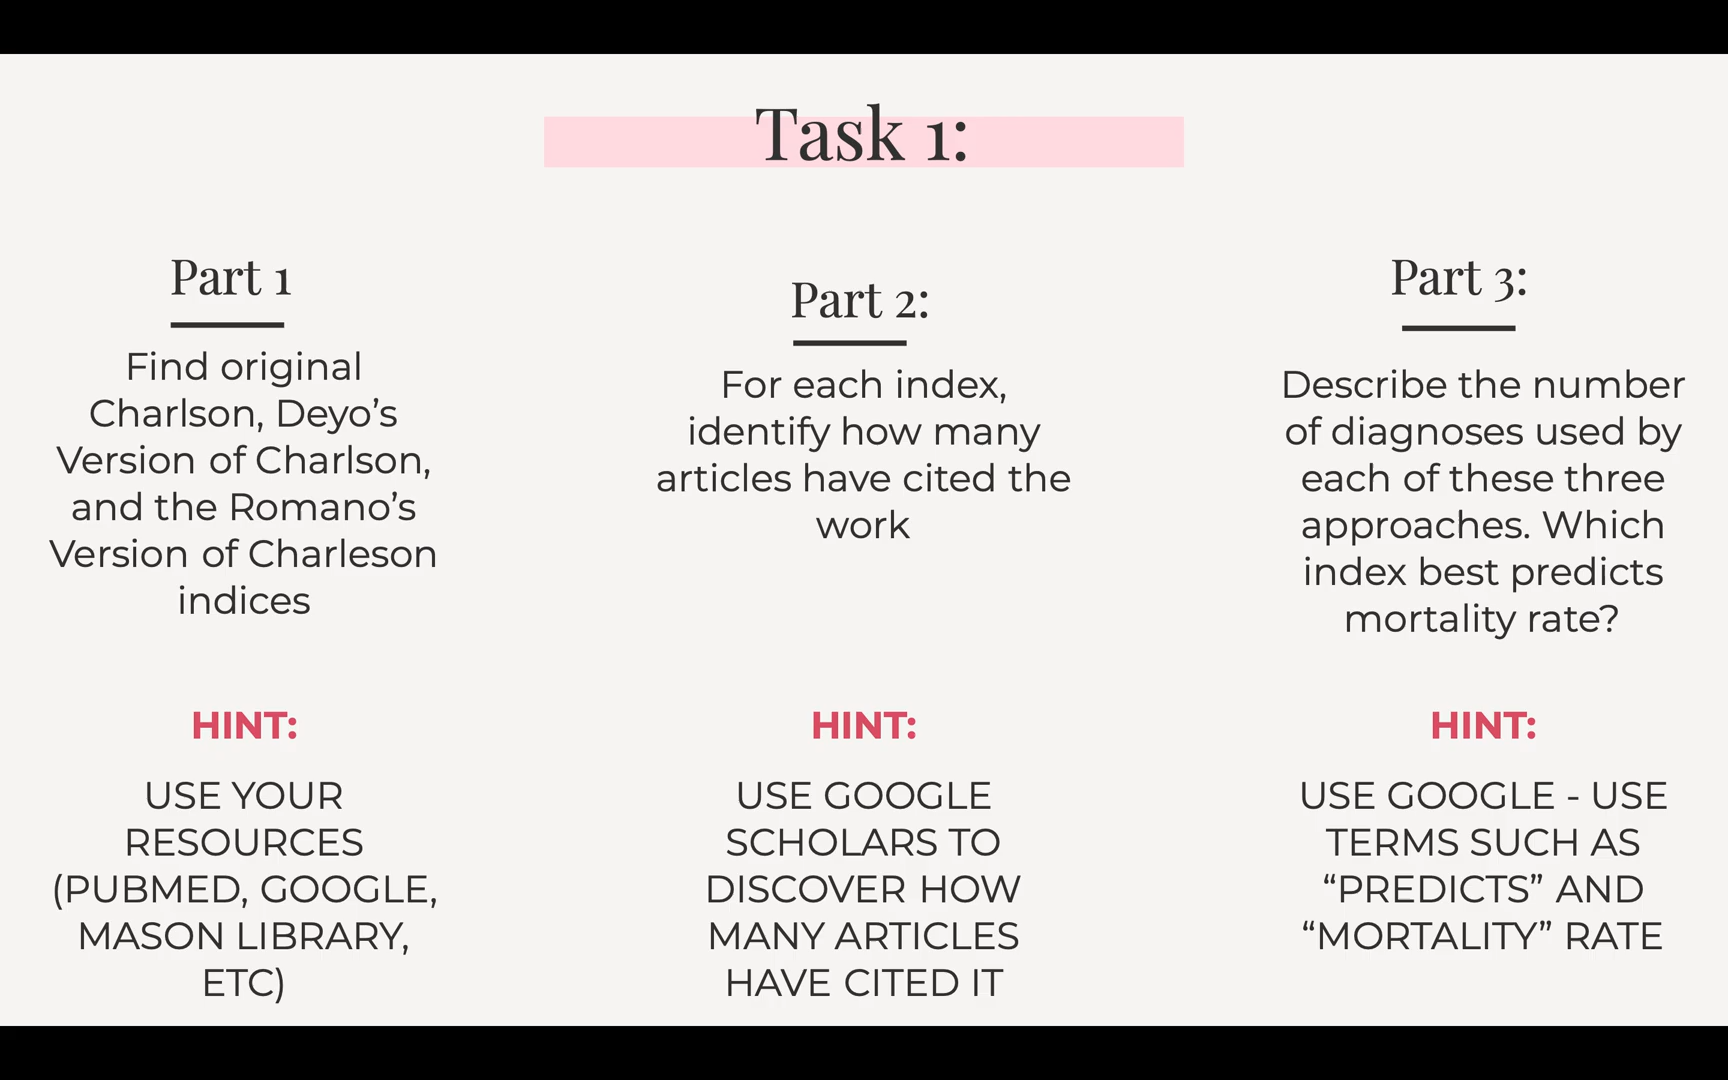 Task 1:
Part 1
Find original
Charlson, Deyo’s
Version of Charlson,
and the Romano’s
Version of Charleson
indices
HINT:
USE YOUR
RESOURCES
(PUBMED, GOOGLE,
MASON LIBRARY,
ETC)
Part 2:
For each index,
identify how many
articles have cited the
work
HINT:
USE GOOGLE
SCHOLARS TO
DISCOVER HOW
MANY ARTICLES
HAVE CITED IT
Part 3:
Describe the number
of diagnoses used by
each of these three
approaches. Which
index best predicts
mortality rate?
HINT:
USE GOOGLE - USE
TERMS SUCH AS
“PREDICTS” AND
“MORTALITY” RATE